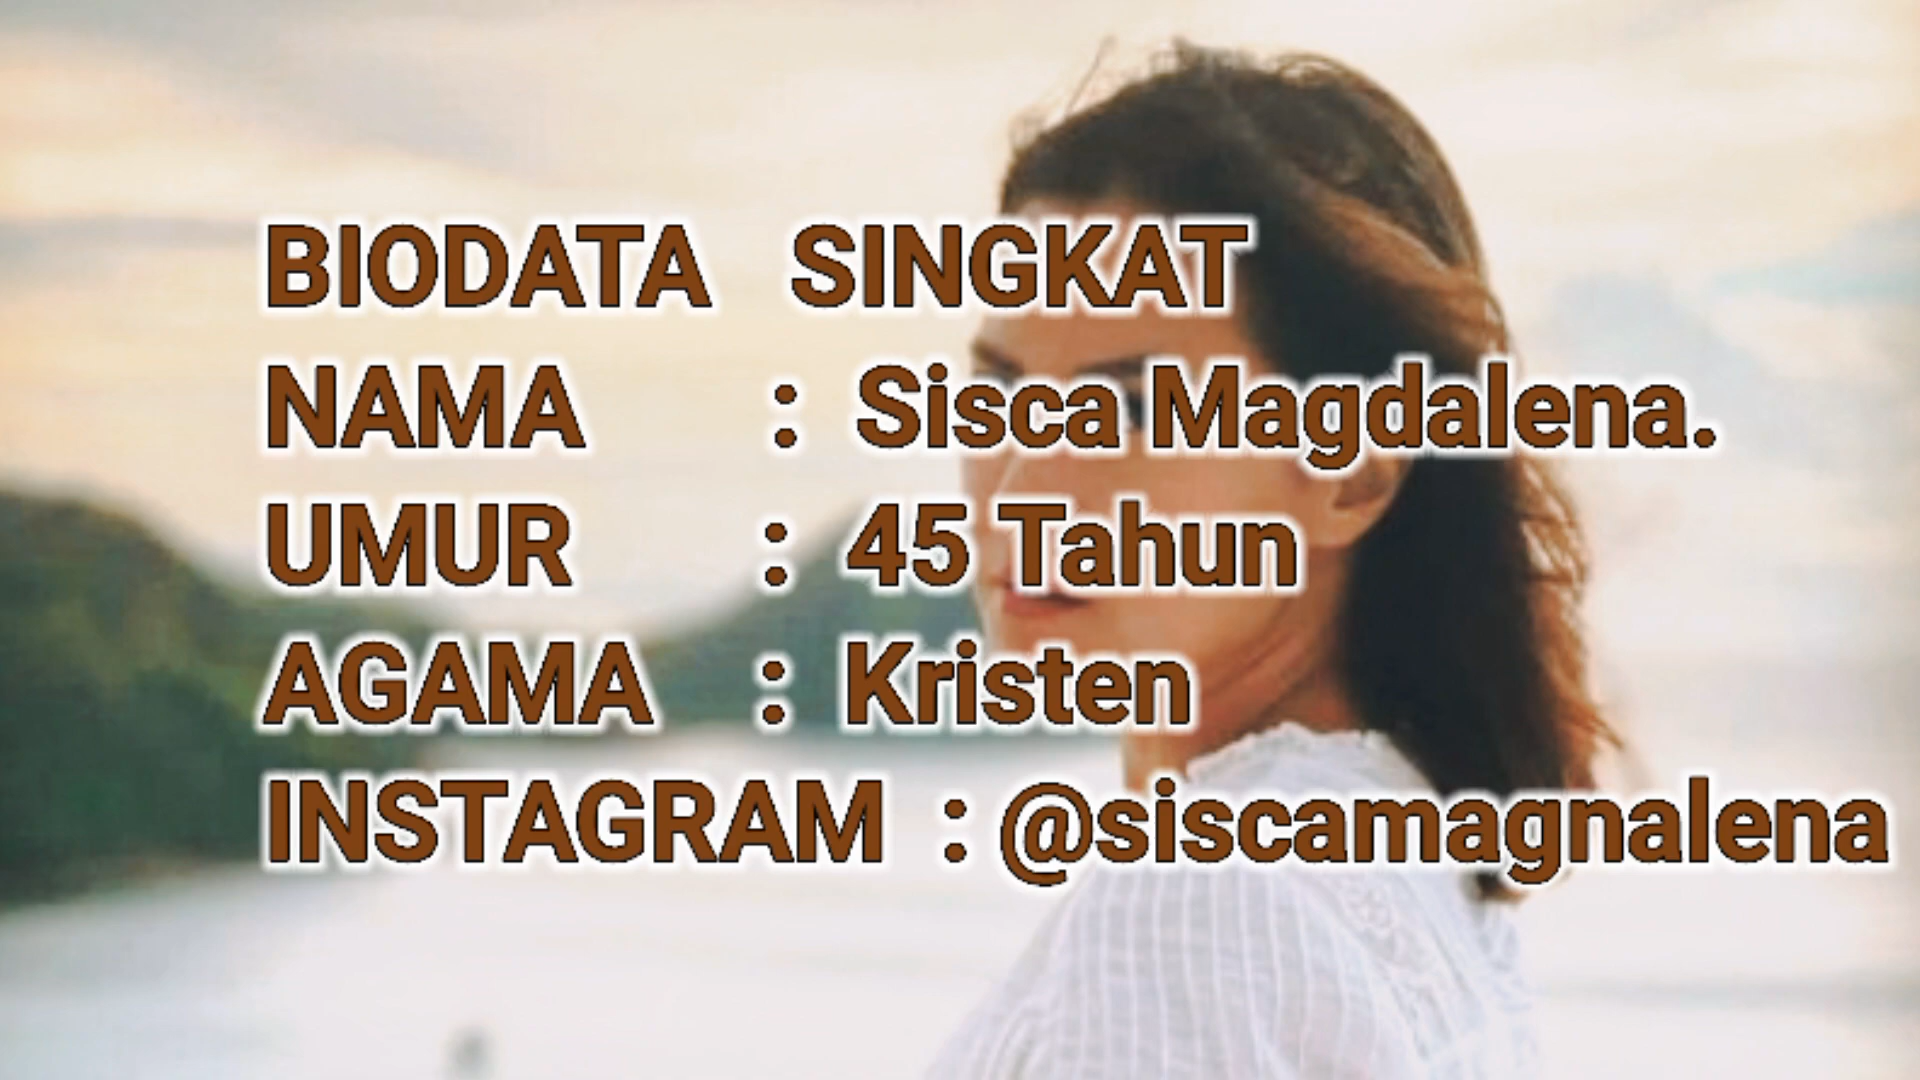 BIODATA SINGKAT
NAMA : Sisca Magdalena.
UMUR : 45 Tahun
AGAMA : Kristen
INSTAGRAM : @siscamagnalena